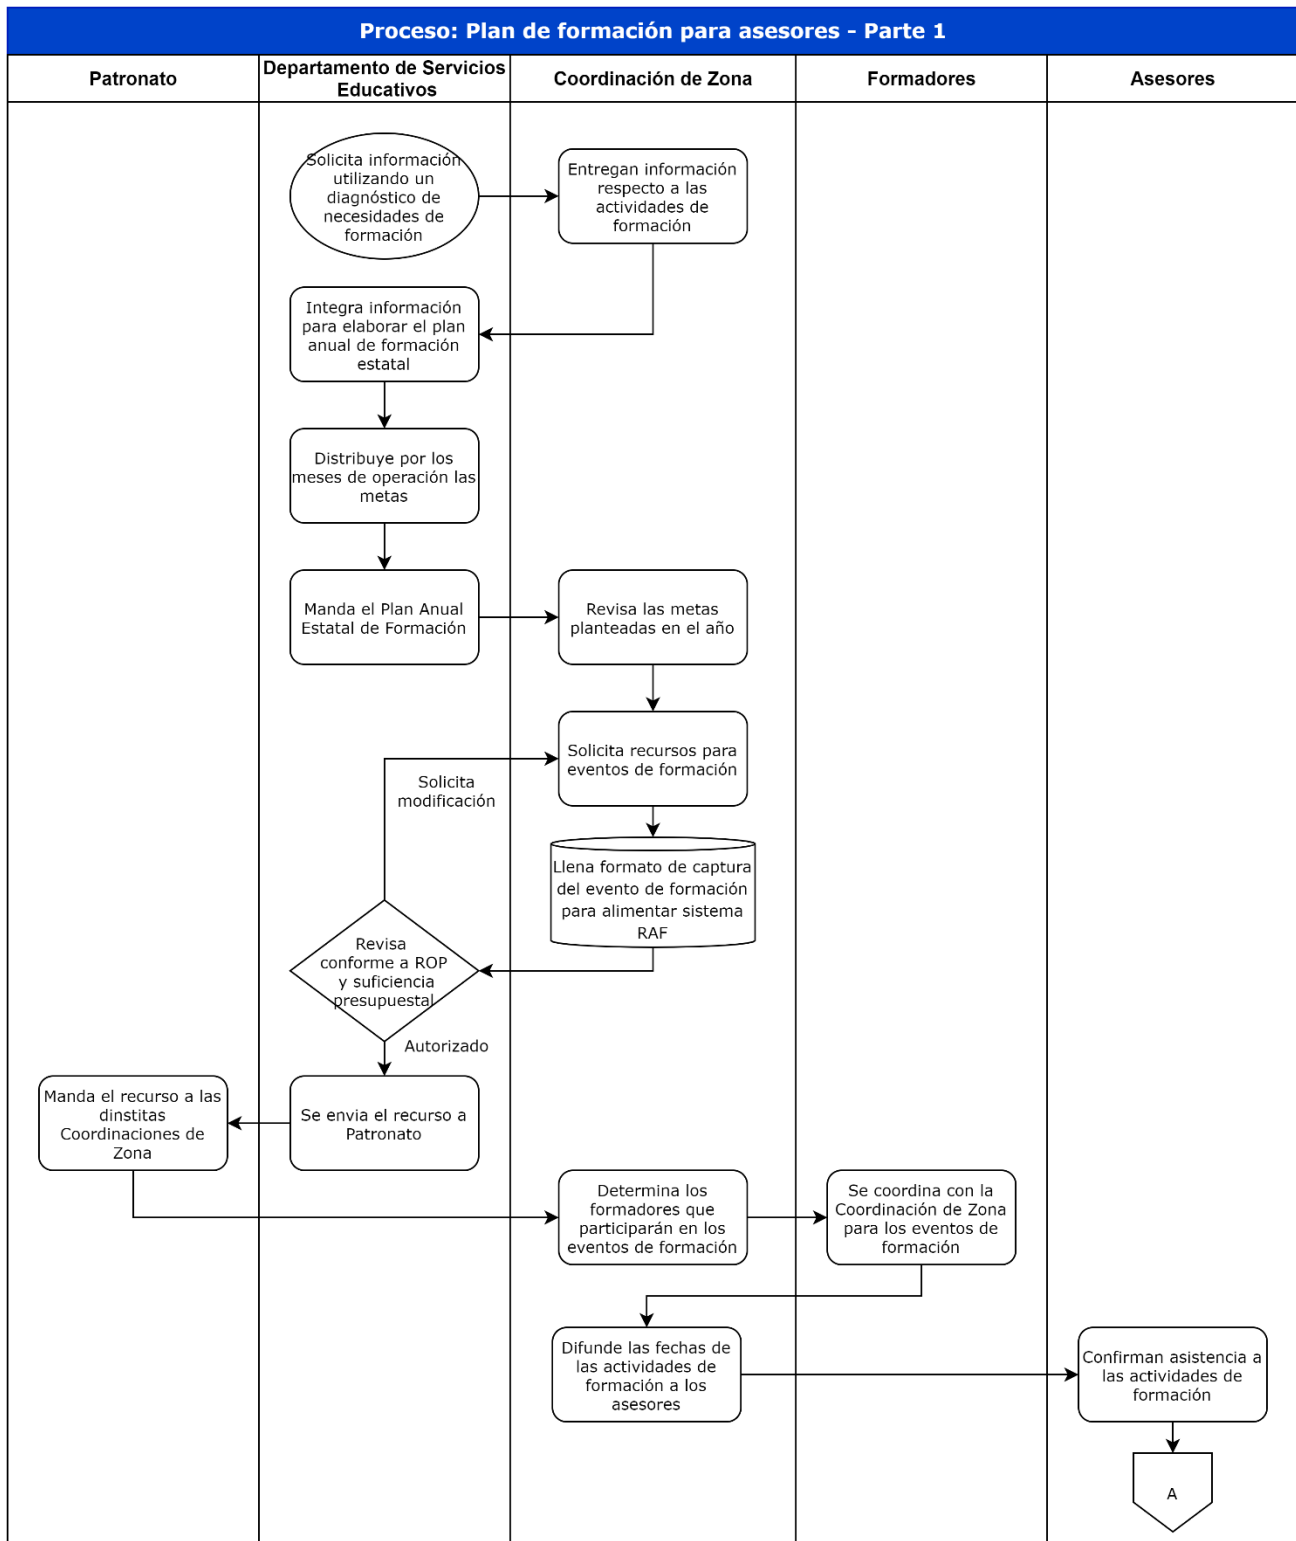 Proceso: Plan de formación para asesores - Parte 1
Patronato
Departamento de Servicios
Educativos
Coordinación de Zona
Formadores
Asesores
Solicita información
utilizando un
diagnóstico de
necesidades de
formación
Entregan información
respecto a las
actividades de
formación
Integra información
para elaborar el plan
anual de formación
estatal
Distribuye por los
meses de operación las
metas
Manda el Plan Anual
Estatal de Formación
Revisa las metas
planteadas en el año
Solicita recursos para
eventos de formación
Solicita
modificación
Llena formato de captura
del evento de formación
para alimentar sistema
RAF
Revisa
conforme a ROP
y suficiencia
presupuestal
Autorizado
Manda el recurso a las
dinstitas
Coordinaciones de
Zona
Se envia el recurso a
Patronato
Determina los
formadores que
participarán en los
eventos de formación
Se coordina con la
Coordinación de Zona
para los eventos de
formación
Difunde las fechas de
las actividades de
formación a los
asesores
Confirman asistencia a
las actividades de
formación
A